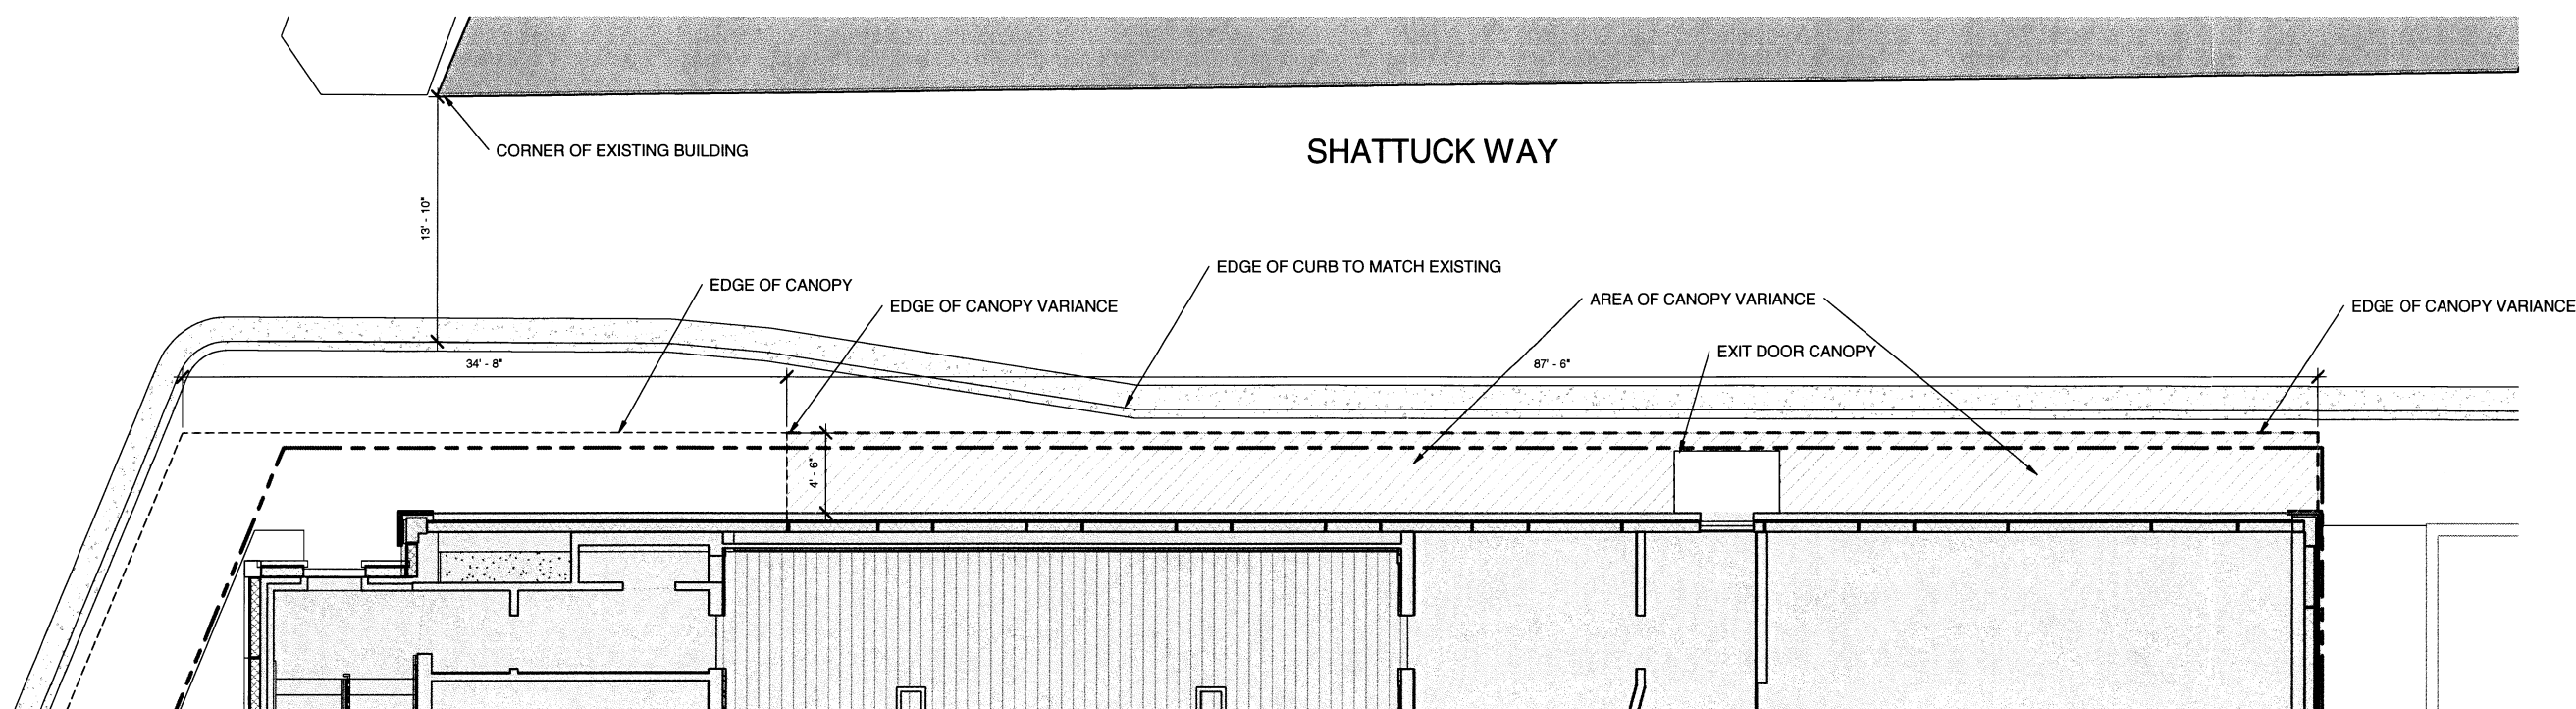 CORNER OF EXISTING BUILDING
SHATTUCK WAY
13' - 10"
EDGE OF CURB TO MATCH EXISTING
EDGE OF CANOPY
EDGE OF CANOPY VARIANCE
AREA OF CANOPY VARIANCE
EDGE OF CANOPY VARIANCE
EXIT DOOR CANOPY
34' - 8"
87' - 6"
4' - 6"